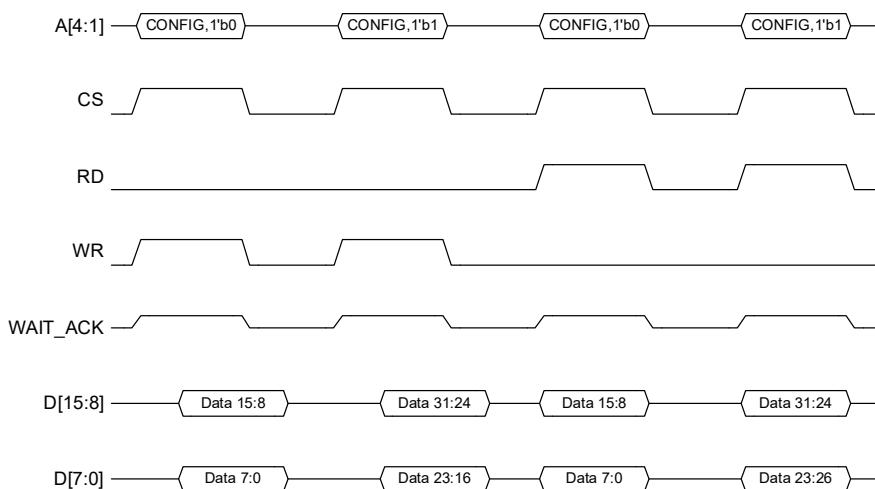 A[4:1] CONFIG,1'b0 CONFIG,1'b1 CONFIG,1'b0 CONFIG,1'b1
CS
RD
WR
WAIT_ACK
D[15:8] Data 15:8 Data 31:24 Data 15:8 Data 31:24
D[7:0] Data 7:0 Data 23:16 Data 7:0 Data 23:26